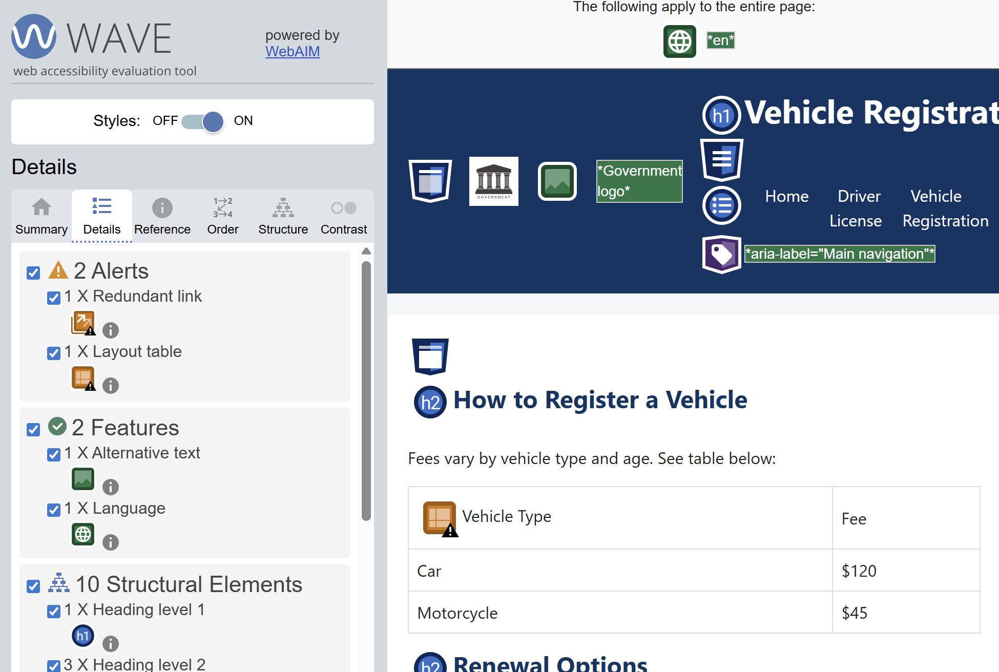 WAVE
powered by
WebAIM
web accessibility evaluation tool
Styles: OFF ON
Details
Summary
Details
Reference
1 2
3 4
Order
Structure
Contrast
2 Alerts
1 X Redundant link
1 X Layout table
2 Features
1 X Alternative text
1 X Language
10 Structural Elements
1 X Heading level 1
h1
3 X Heading level 2
The following apply to the entire page:
*en*
h1 Vehicle Registrat
GOVERNMENT
*Government
logo*
Home
Driver
License
Vehicle
Registration
*aria-label="Main navigation"*
h2 How to Register a Vehicle
Fees vary by vehicle type and age. See table below:
Vehicle Type Fee
Car $120
Motorcycle $45
h2 Renewal Options